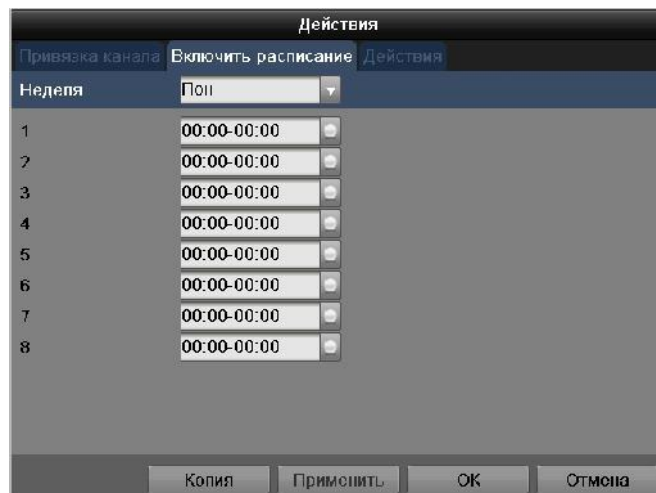 Действия
Привязка канала Включить расписание Действия
Неделя Пон
1 00:00-00:00
2 00:00-00:00
3 00:00-00:00
4 00:00-00:00
5 00:00-00:00
6 00:00-00:00
7 00:00-00:00
8 00:00-00:00
Копия Применить ОК Отмена